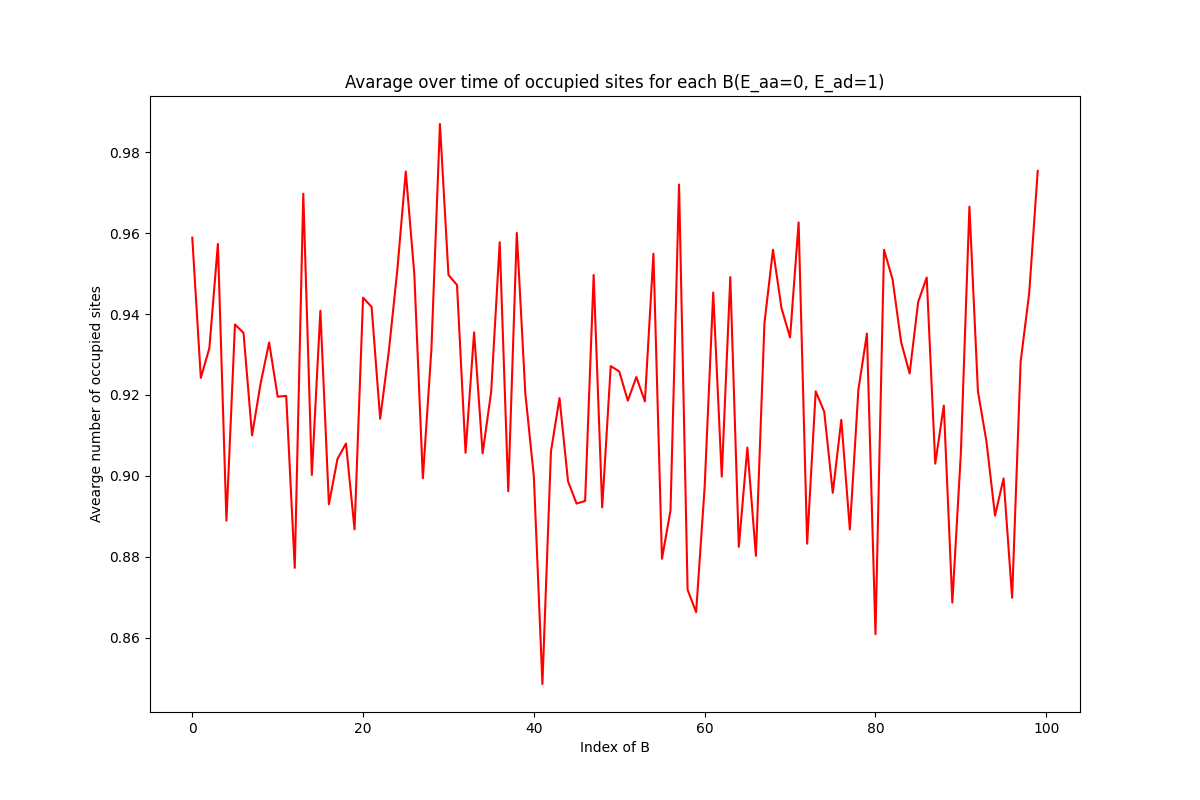 Avarage over time of occupied sites for each B(E_aa=0, E_ad=1)
Avearge number of occupied sites
0.98
0.96
0.94
0.92
0.90
0.88
0.86
0 20 40 60 80 100
Index of B